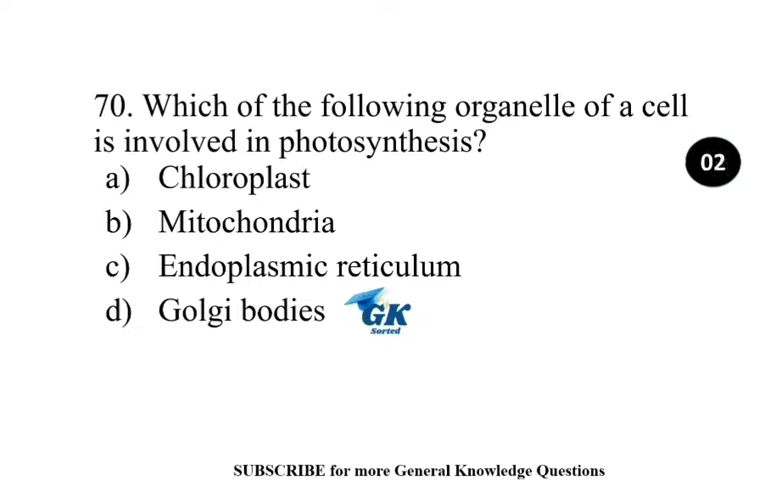 70. Which of the following organelle of a cell
is involved in photosynthesis?
02
a) Chloroplast
b) Mitochondria
c) Endoplasmic reticulum
d) Golgi bodies
GK
Sorted
SUBSCRIBE for more General Knowledge Questions